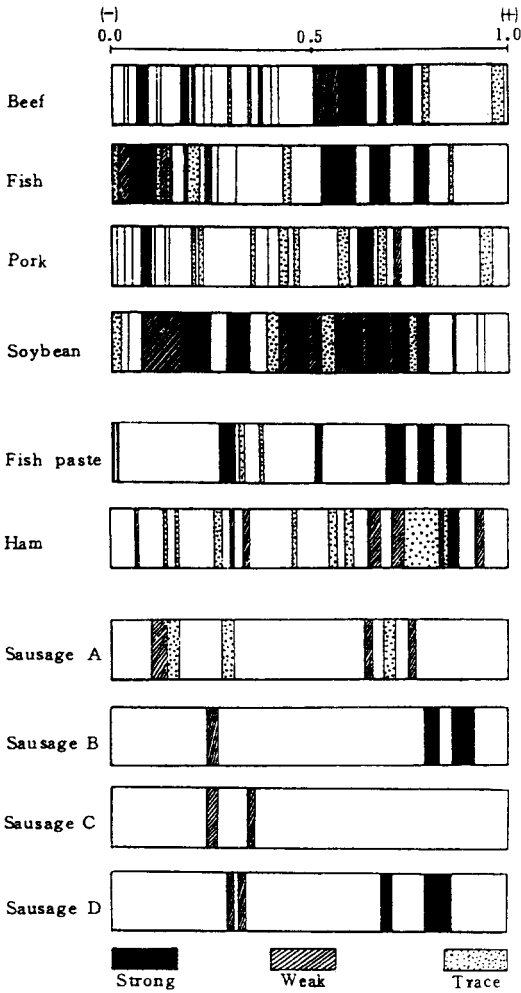 (-) (+)
0.0 0.5 1.0
Beef
Fish
Pork
Soybean
Fish paste
Ham
Sausage A
Sausage B
Sausage C
Sausage D
Strong Weak Trace